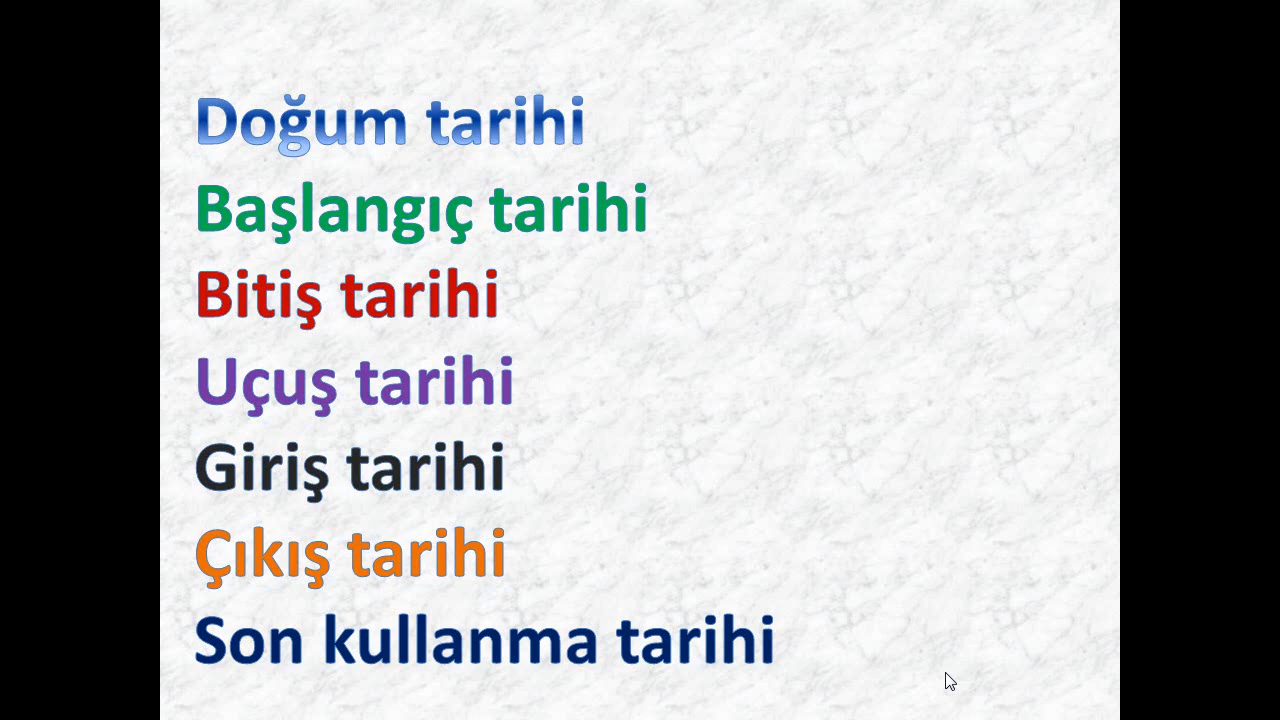 Doğum tarihi
Başlangıç tarihi
Bitiş tarihi
Uçuş tarihi
Giriş tarihi
Çıkış tarihi
Son kullanma tarihi